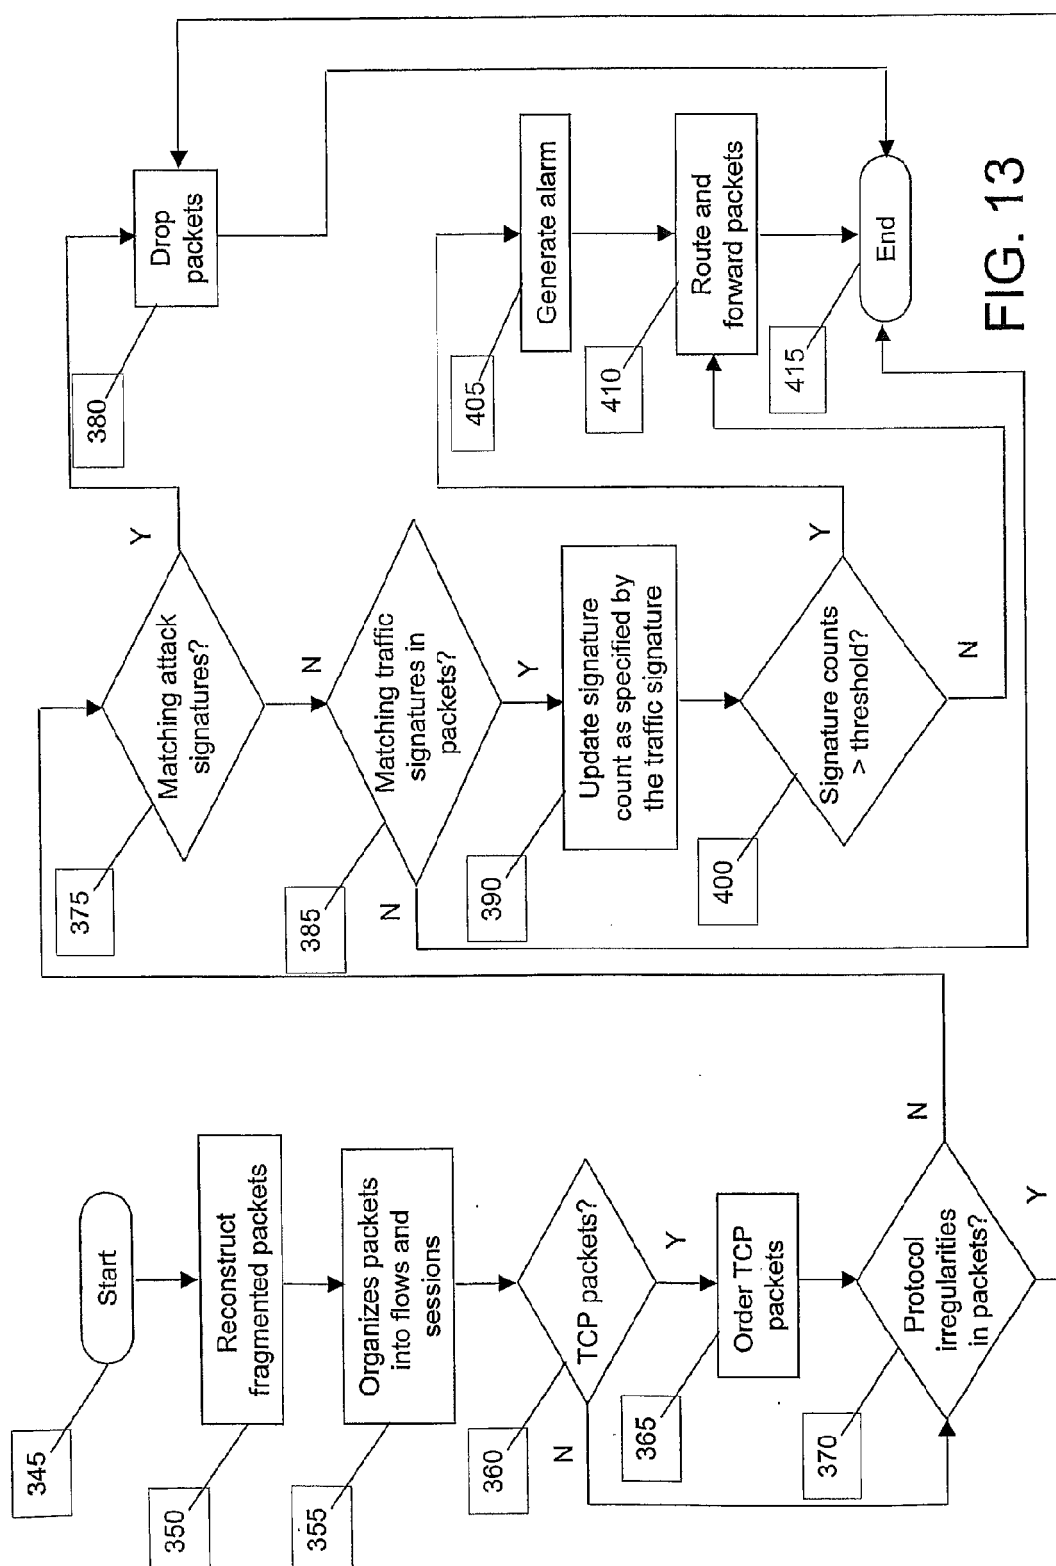 345
Start
350
Reconstruct
fragmented packets
355
Organizes packets
into flows and
sessions
360
TCP packets?
N
Y
365
Order TCP
packets
370
Protocol
irregularities
in packets?
N
Y
375
Matching attack
signatures?
Y
N
380
Drop
packets
385
Matching traffic
signatures in
packets?
N
Y
390
Update signature
count as specified by
the traffic signature
400
Signature counts
> threshold?
Y
N
405
Generate alarm
410
Route and
forward packets
415
End
FIG. 13